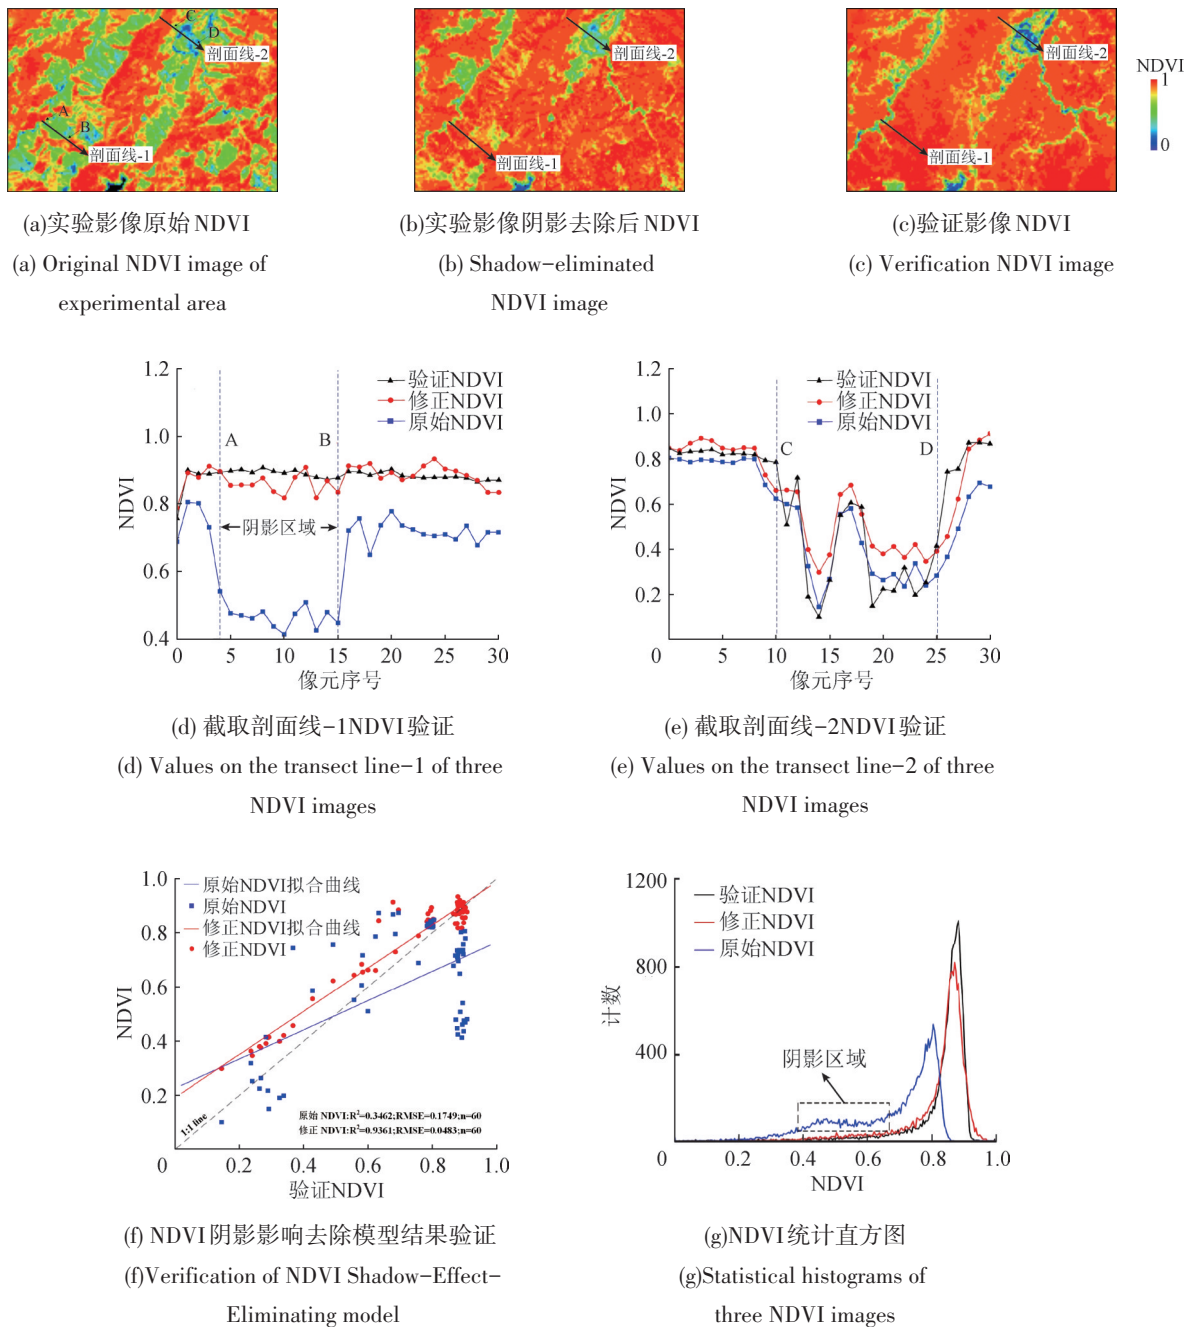 C
D
剖面线-2
A
B
剖面线-1
剖面线-2
剖面线-1
剖面线-2
剖面线-1
NDVI
1
0
(a)实验影像原始NDVI
(a) Original NDVI image of
experimental area
(b)实验影像阴影去除后NDVI
(b) Shadow-eliminated
NDVI image
(c)验证影像NDVI
(c) Verification NDVI image
1.2
1.0
0.8
0.6
0.4
NDVI
验证NDVI
修正NDVI
原始NDVI
A
B
阴影区域
0 5 10 15 20 25 30
像元序号
(d) 截取剖面线-1NDVI验证
(d) Values on the transect line-1 of three
NDVI images
1.2
1.0
0.8
0.6
0.4
0.2
NDVI
验证NDVI
修正NDVI
原始NDVI
C
D
0 5 10 15 20 25 30
像元序号
(e) 截取剖面线-2NDVI验证
(e) Values on the transect line-2 of three
NDVI images
1.0
0.8
0.6
0.4
0.2
NDVI
原始NDVI拟合曲线
原始NDVI
修正NDVI拟合曲线
修正NDVI
1:1 line
原始 NDVI:R²=0.3462;RMSE=0.1749;n=60
修正 NDVI:R²=0.9361;RMSE=0.0483;n=60
0 0.2 0.4 0.6 0.8 1.0
验证NDVI
(f) NDVI阴影影响去除模型结果验证
(f)Verification of NDVI Shadow-Effect-
Eliminating model
1200
800
400
计数
验证NDVI
修正NDVI
原始NDVI
阴影区域
0 0.2 0.4 0.6 0.8 1.0
NDVI
(g)NDVI统计直方图
(g)Statistical histograms of
three NDVI images